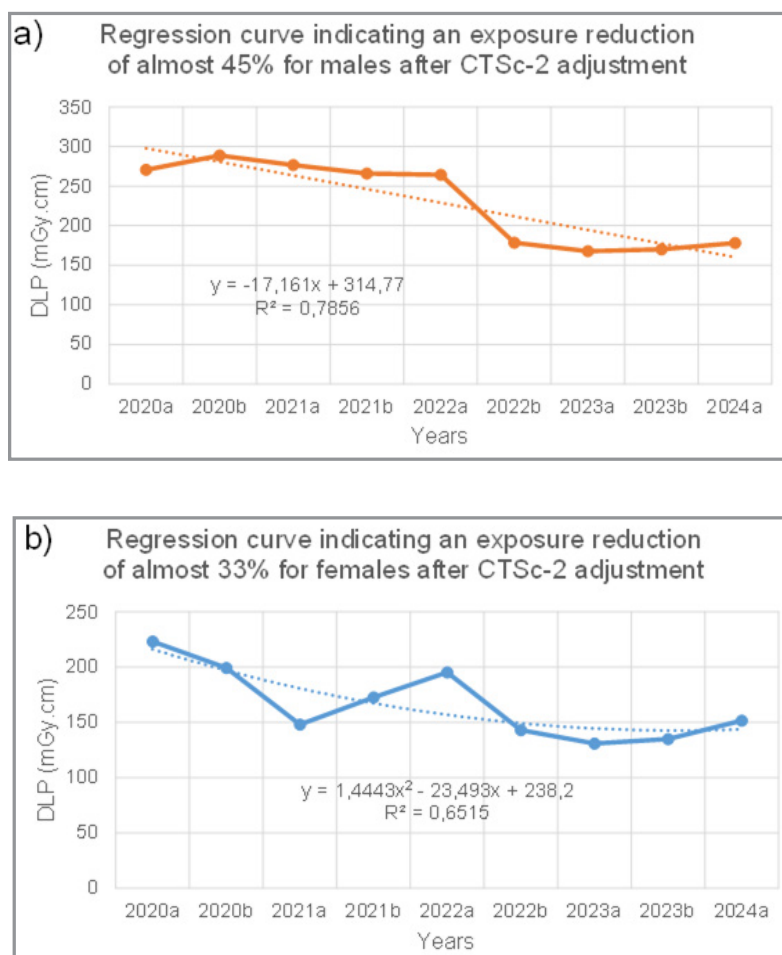 a)
Regression curve indicating an exposure reduction
of almost 45% for males after CTSc-2 adjustment
350
300
250
200
150
100
50
0
DLP (mGy.cm)
y = -17,161x + 314,77
R² = 0,7856
2020a 2020b 2021a 2021b 2022a 2022b 2023a 2023b 2024a
Years
b)
Regression curve indicating an exposure reduction
of almost 33% for females after CTSc-2 adjustment
250
200
150
100
50
0
DLP (mGy.cm)
y = 1,4443x² - 23,493x + 238,2
R² = 0,6515
2020a 2020b 2021a 2021b 2022a 2022b 2023a 2023b 2024a
Years